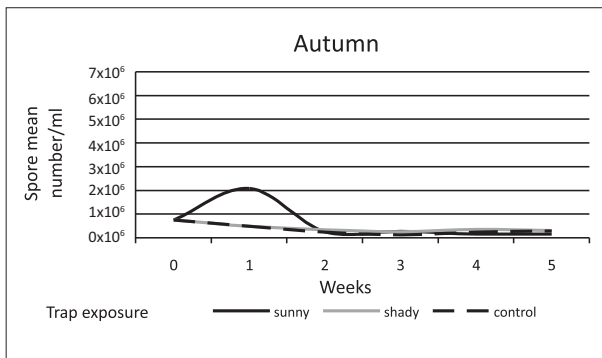 Autumn
Spore mean
number/ml
7x10⁶
6x10⁶
5x10⁶
4x10⁶
3x10⁶
2x10⁶
1x10⁶
0x10⁶
0 1 2 3 4 5
Weeks
Trap exposure sunny shady control